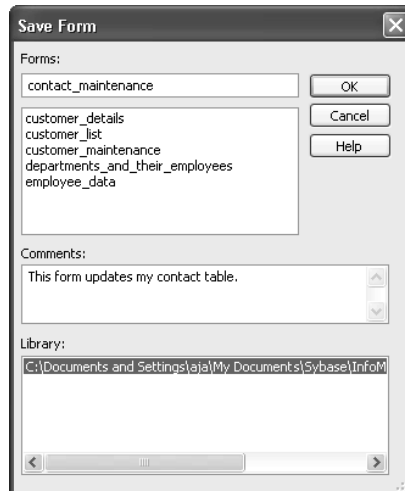 Save Form
Forms:
contact_maintenance
OK
customer_details
customer_list
customer_maintenance
departments_and_their_employees
employee_data
Cancel
Help
Comments:
This form updates my contact table.
Library:
C:\Documents and Settings\aja\My Documents\Sybase\InfoM